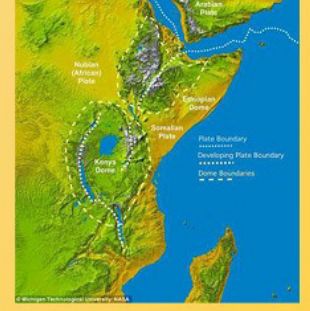 Arabian
Plate
Nubian
(African)
Plate
Ethiopian
Dome
Somalian
Plate
Plate Boundary
Developing Plate Boundary
Dome Boundaries
Kenya
Dome
© Michigan Technological University/ NASA